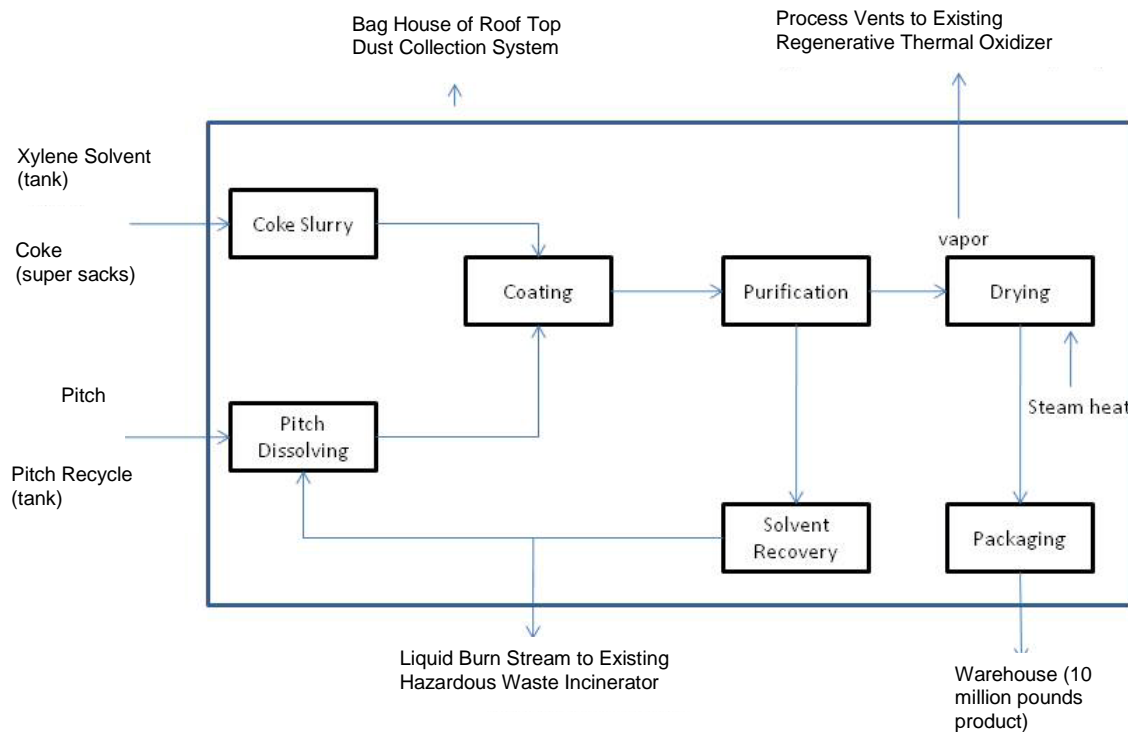 Bag House of Roof Top
Dust Collection System
Process Vents to Existing
Regenerative Thermal Oxidizer
Xylene Solvent
(tank)
Coke Slurry
Coke
(super sacks)
vapor
Coating
Purification
Drying
Pitch
Steam heat
Pitch
Dissolving
Pitch Recycle
(tank)
Solvent
Recovery
Packaging
Liquid Burn Stream to Existing
Hazardous Waste Incinerator
Warehouse (10
million pounds
product)